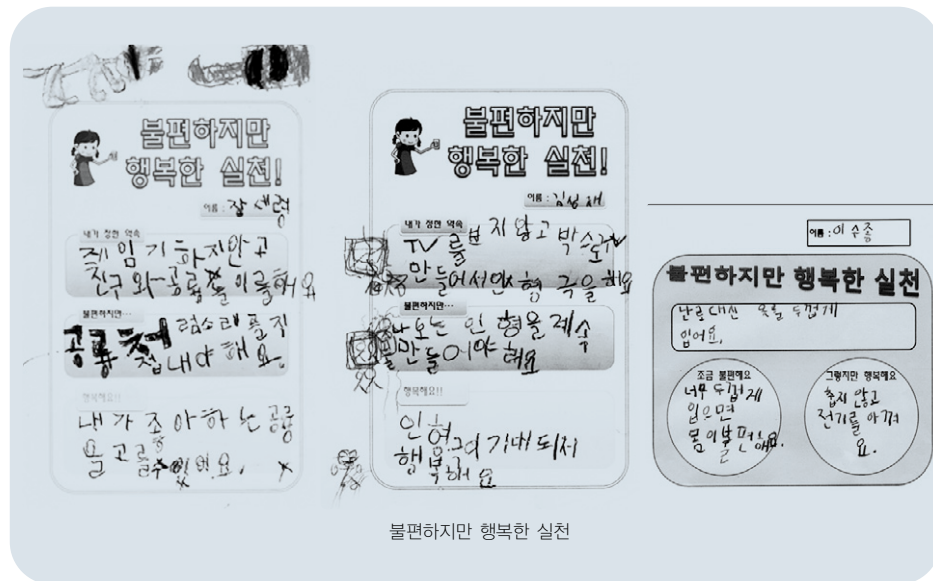 불편하지만
행복한 실천!
이름 : 장세령
내가 정한 약속
께임기 하지안고
친구와 공룡놀이를해요
불편하지만…
공룡처럼소리를직
접내야해요
행복해요!!
내가 조아하는공룡
을고를수있어요.
불편하지만
행복한 실천!
이름 : 김성재
내가 정한 약속
TV 를보지않고 박스로TV
만들어서인형극을해요
불편하지만…
나오는 인형을계속
만들어야해요
행복해요!!
인형극이 기대되서
행복해요
이름 : 이수종
불편하지만 행복한 실천
난로대신 옷을 두껍게
입어요.
조금 불편해요
너무두껍게
입으면
몸이불편해요.
그렇지만 행복해요
춥지 않고
전기를 아껴
요.
불편하지만 행복한 실천